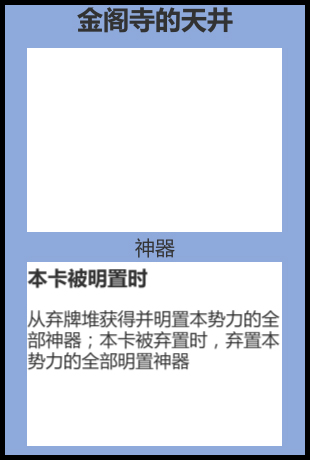 金阁寺的天井
神器
本卡被明置时
从弃牌堆获得并明置本势力的全
部神器；本卡被弃置时，弃置本
势力的全部明置神器